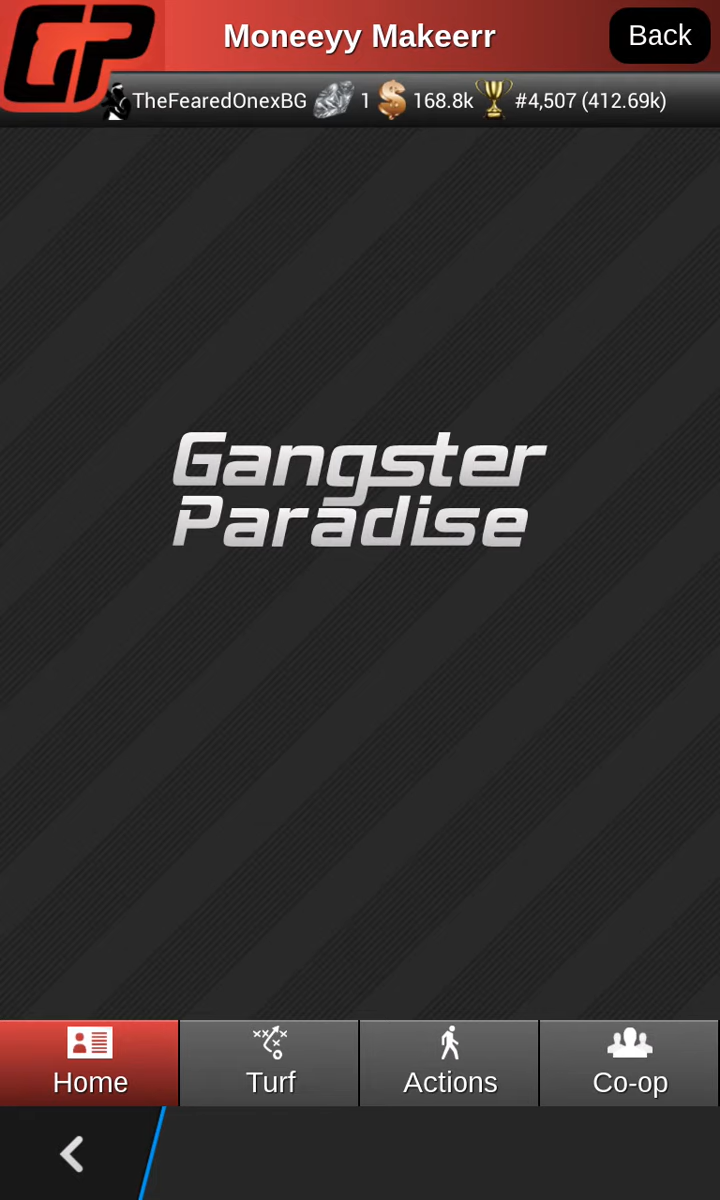 GP
Moneeyy Makeerr
Back
TheFearedOnexBG 1 168.8k #4,507 (412.69k)
Gangster
Paradise
Home
Turf
Actions
Co-op